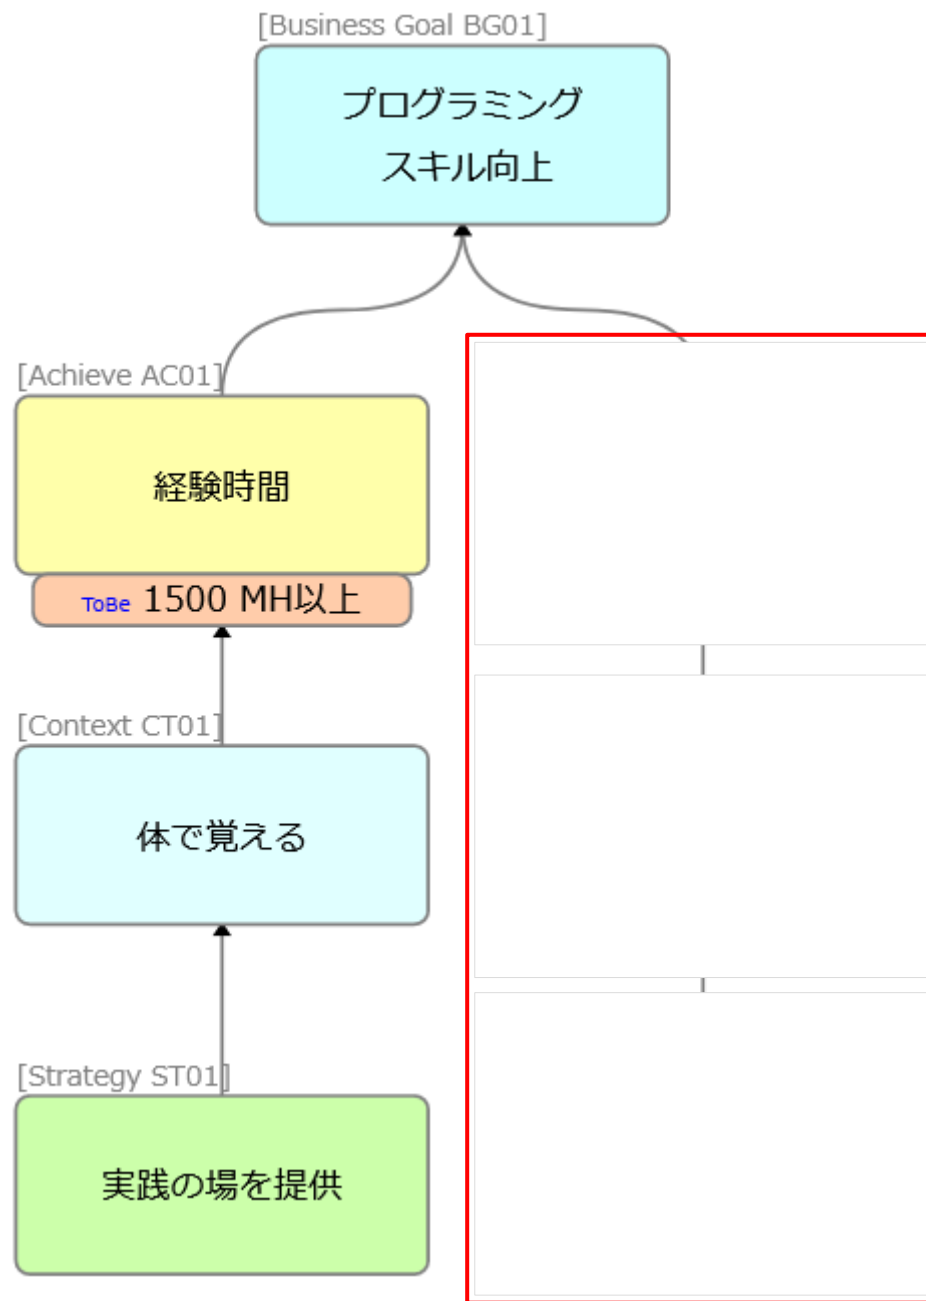 [Business Goal BG01]
プログラミング
スキル向上
[Achieve AC01]
経験時間
ToBe 1500 MH以上
[Context CT01]
体で覚える
[Strategy ST01]
実践の場を提供